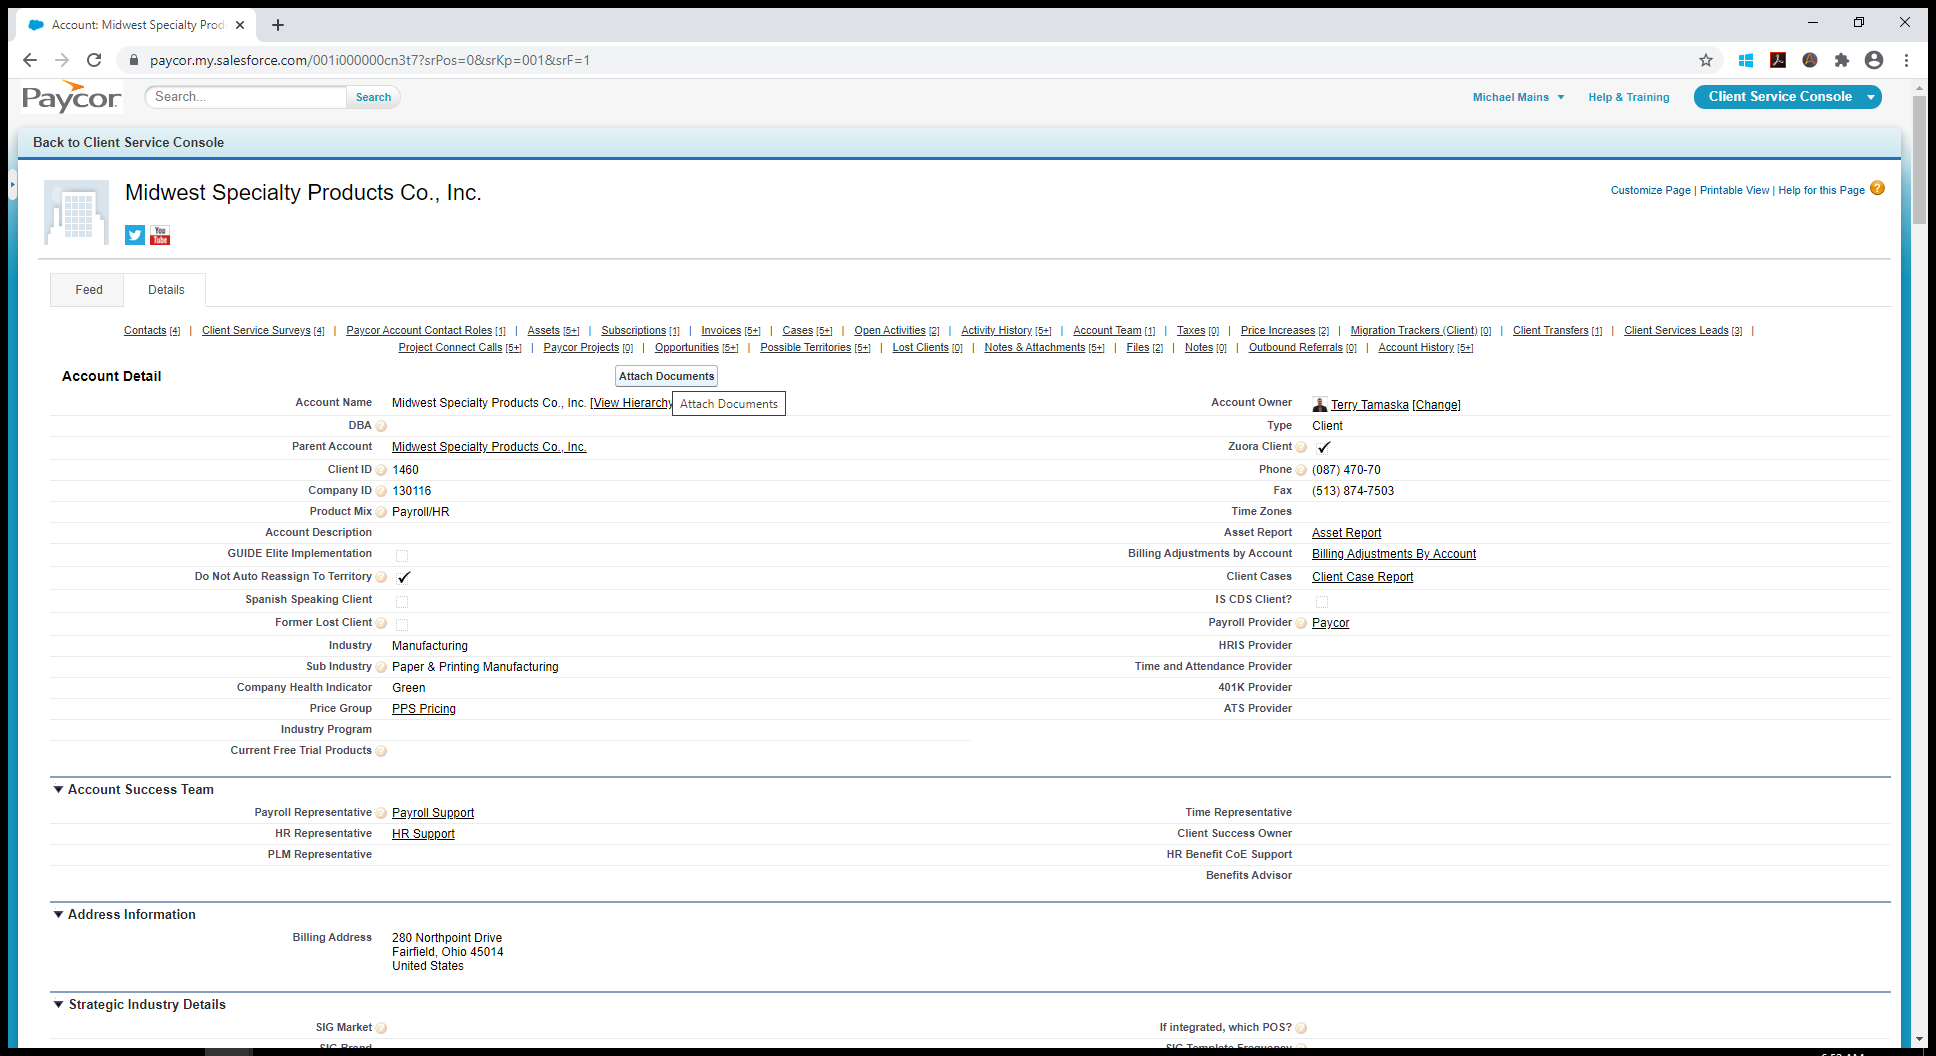 Account: Midwest Specialty Prod
paycor.my.salesforce.com/001i000000cn3t7?srPos=0&srKp=001&srF=1
Paycor
Search...
Search
Michael Mains
Help & Training
Client Service Console
Back to Client Service Console
Midwest Specialty Products Co., Inc.
Customize Page | Printable View | Help for this Page
You Tube
Feed
Details
Contacts [4] | Client Service Surveys [4] | Paycor Account Contact Roles [1] | Assets [5+] | Subscriptions [1] | Invoices [5+] | Cases [5+] | Open Activities [2] | Activity History [5+] | Account Team [1] | Taxes [0] | Price Increases [2] | Migration Trackers (Client) [0] | Client Transfers [1] | Client Services Leads [3] |
Project Connect Calls [5+] | Paycor Projects [0] | Opportunities [5+] | Possible Territories [5+] | Lost Clients [0] | Notes & Attachments [5+] | Files [2] | Notes [0] | Outbound Referrals [0] | Account History [5+]
Account Detail
Attach Documents
Account Name Midwest Specialty Products Co., Inc. [View Hierarchy
Attach Documents
Account Owner Terry Tamaska [Change]
DBA
Type Client
Parent Account Midwest Specialty Products Co., Inc.
Zuora Client
Client ID 1460
Phone (087) 470-70
Company ID 130116
Fax (513) 874-7503
Product Mix Payroll/HR
Time Zones
Account Description
Asset Report Asset Report
GUIDE Elite Implementation
Billing Adjustments by Account Billing Adjustments By Account
Do Not Auto Reassign To Territory
Client Cases Client Case Report
Spanish Speaking Client
IS CDS Client?
Former Lost Client
Payroll Provider Paycor
Industry Manufacturing
HRIS Provider
Sub Industry Paper & Printing Manufacturing
Time and Attendance Provider
Company Health Indicator Green
401K Provider
Price Group PPS Pricing
ATS Provider
Industry Program
Current Free Trial Products
Account Success Team
Payroll Representative Payroll Support
Time Representative
HR Representative HR Support
Client Success Owner
PLM Representative
HR Benefit CoE Support
Benefits Advisor
Address Information
Billing Address 280 Northpoint Drive
Fairfield, Ohio 45014
United States
Strategic Industry Details
SIG Market
If integrated, which POS?
SIG Brand
SIG Template Frequency